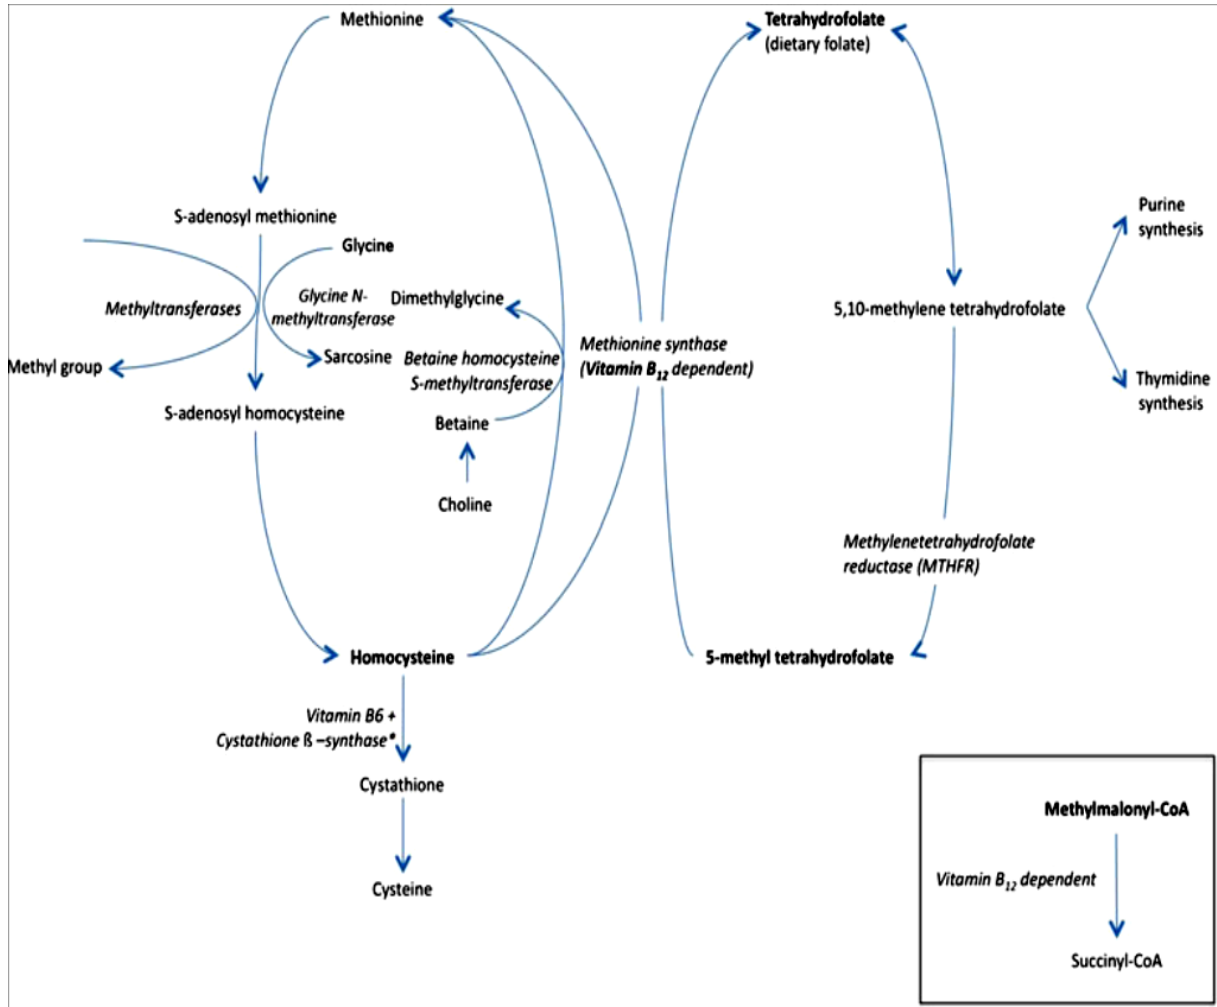 Methionine
Tetrahydrofolate
(dietary folate)
S-adenosyl methionine
Glycine
Methyltransferases
Glycine N-
methyltransferase
Dimethylglycine
Methyl group
Sarcosine
Betaine homocysteine
S-methyltransferase
S-adenosyl homocysteine
Betaine
Choline
Methionine synthase
(Vitamin B12 dependent)
5,10-methylene tetrahydrofolate
Purine
synthesis
Thymidine
synthesis
Methylenetetrahydrofolate
reductase (MTHFR)
Homocysteine
5-methyl tetrahydrofolate
Vitamin B6 +
Cystathione ß –synthase*
Cystathione
Cysteine
Methylmalonyl-CoA
Vitamin B12 dependent
Succinyl-CoA